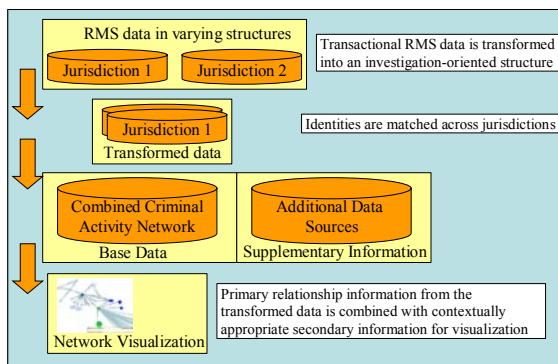 RMS data in varying structures
Jurisdiction 1
Jurisdiction 2
Transactional RMS data is transformed
into an investigation-oriented structure
Jurisdiction 1
Transformed data
Identities are matched across jurisdictions
Combined Criminal
Activity Network
Base Data
Additional Data
Sources
Supplementary Information
Network Visualization
Primary relationship information from the
transformed data is combined with contextually
appropriate secondary information for visualization